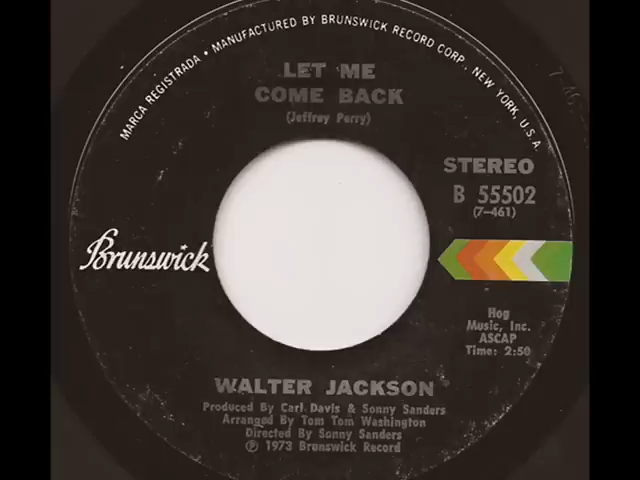 MARCA REGISTRADA • MANUFACTURED BY BRUNSWICK RECORD CORP., NEW YORK, U.S.A.
LET ME
COME BACK
(Jeffrey Perry)
STEREO
B 55502
(7-461)
Brunswick
Hog
Music, Inc.
ASCAP
Time: 2:50
WALTER JACKSON
Produced By Carl Davis & Sonny Sanders
Arranged By Tom Tom Washington
Directed By Sonny Sanders
℗ 1973 Brunswick Record